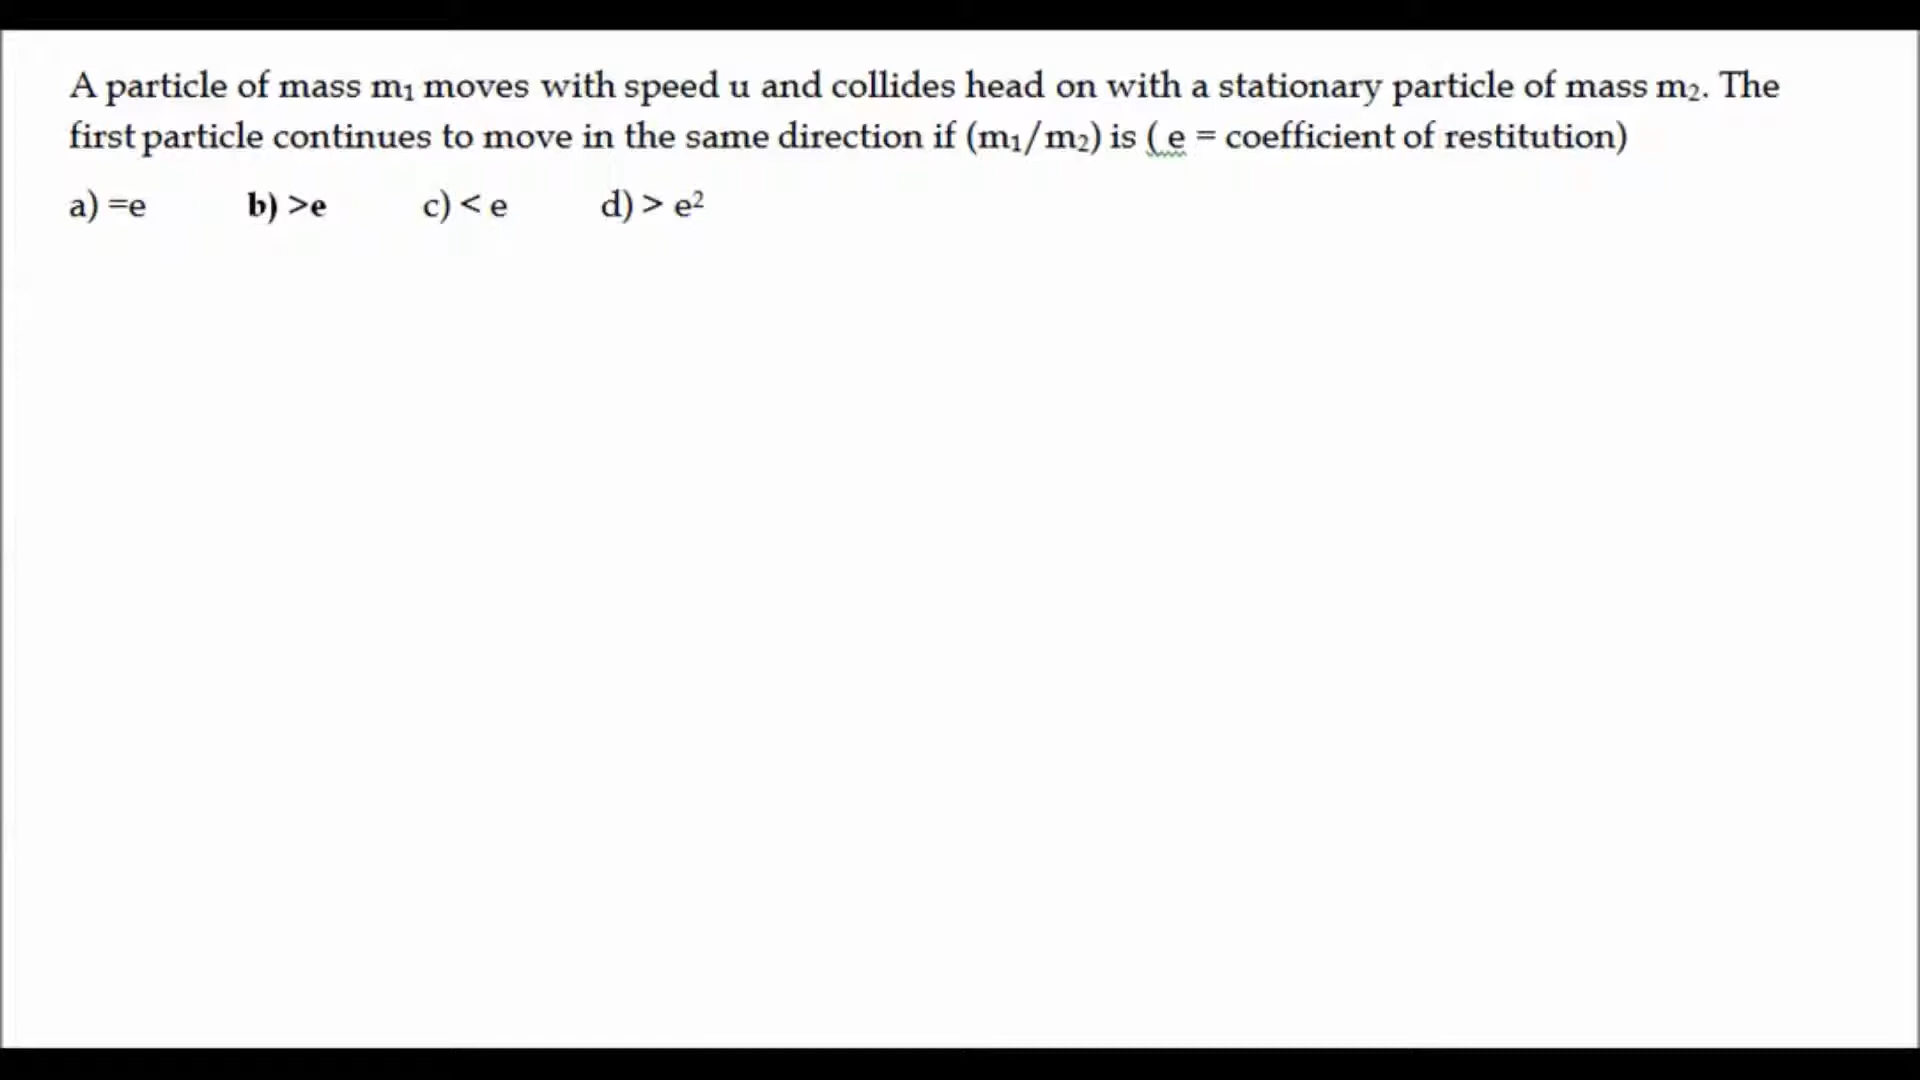 A particle of mass m₁ moves with speed u and collides head on with a stationary particle of mass m₂. The
first particle continues to move in the same direction if (m₁/m₂) is ( e = coefficient of restitution)
a) =e b) >e c) < e d) > e²